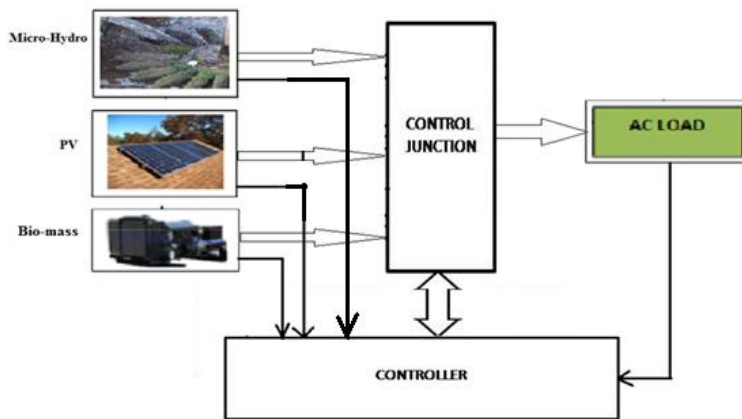 Micro-Hydro
PV
Bio-mass
CONTROL
JUNCTION
AC LOAD
CONTROLLER